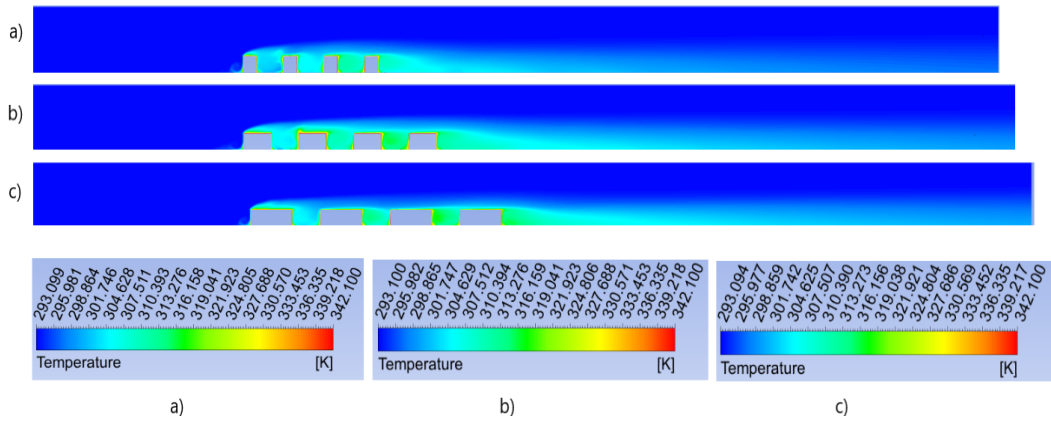 a)
b)
c)
293.099 295.981 298.864 301.746 304.628 307.511 310.393 313.276 316.158 319.041 321.923 324.805 327.688 330.570 333.453 336.335 339.218 342.100
Temperature [K]
293.100 295.982 298.865 301.747 304.629 307.512 310.394 313.276 316.159 319.041 321.923 324.806 327.688 330.571 333.453 336.335 339.218 342.100
Temperature [K]
293.094 295.977 298.859 301.742 304.625 307.507 310.390 313.273 316.156 319.038 321.921 324.804 327.686 330.569 333.452 336.335 339.217 342.100
Temperature [K]
a) b) c)